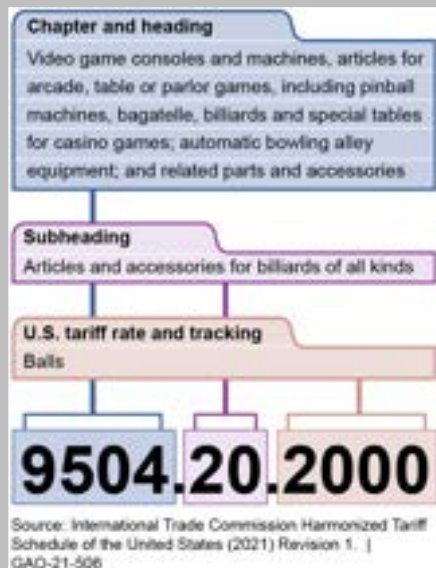 Chapter and heading
Video game consoles and machines, articles for
arcade, table or parlor games, including pinball
machines, bagatelle, billiards and special tables
for casino games; automatic bowling alley
equipment; and related parts and accessories
Subheading
Articles and accessories for billiards of all kinds
U.S. tariff rate and tracking
Balls
9504.20.2000
Source: International Trade Commission Harmonized Tariff
Schedule of the United States (2021) Revision 1. |
GAO-21-506